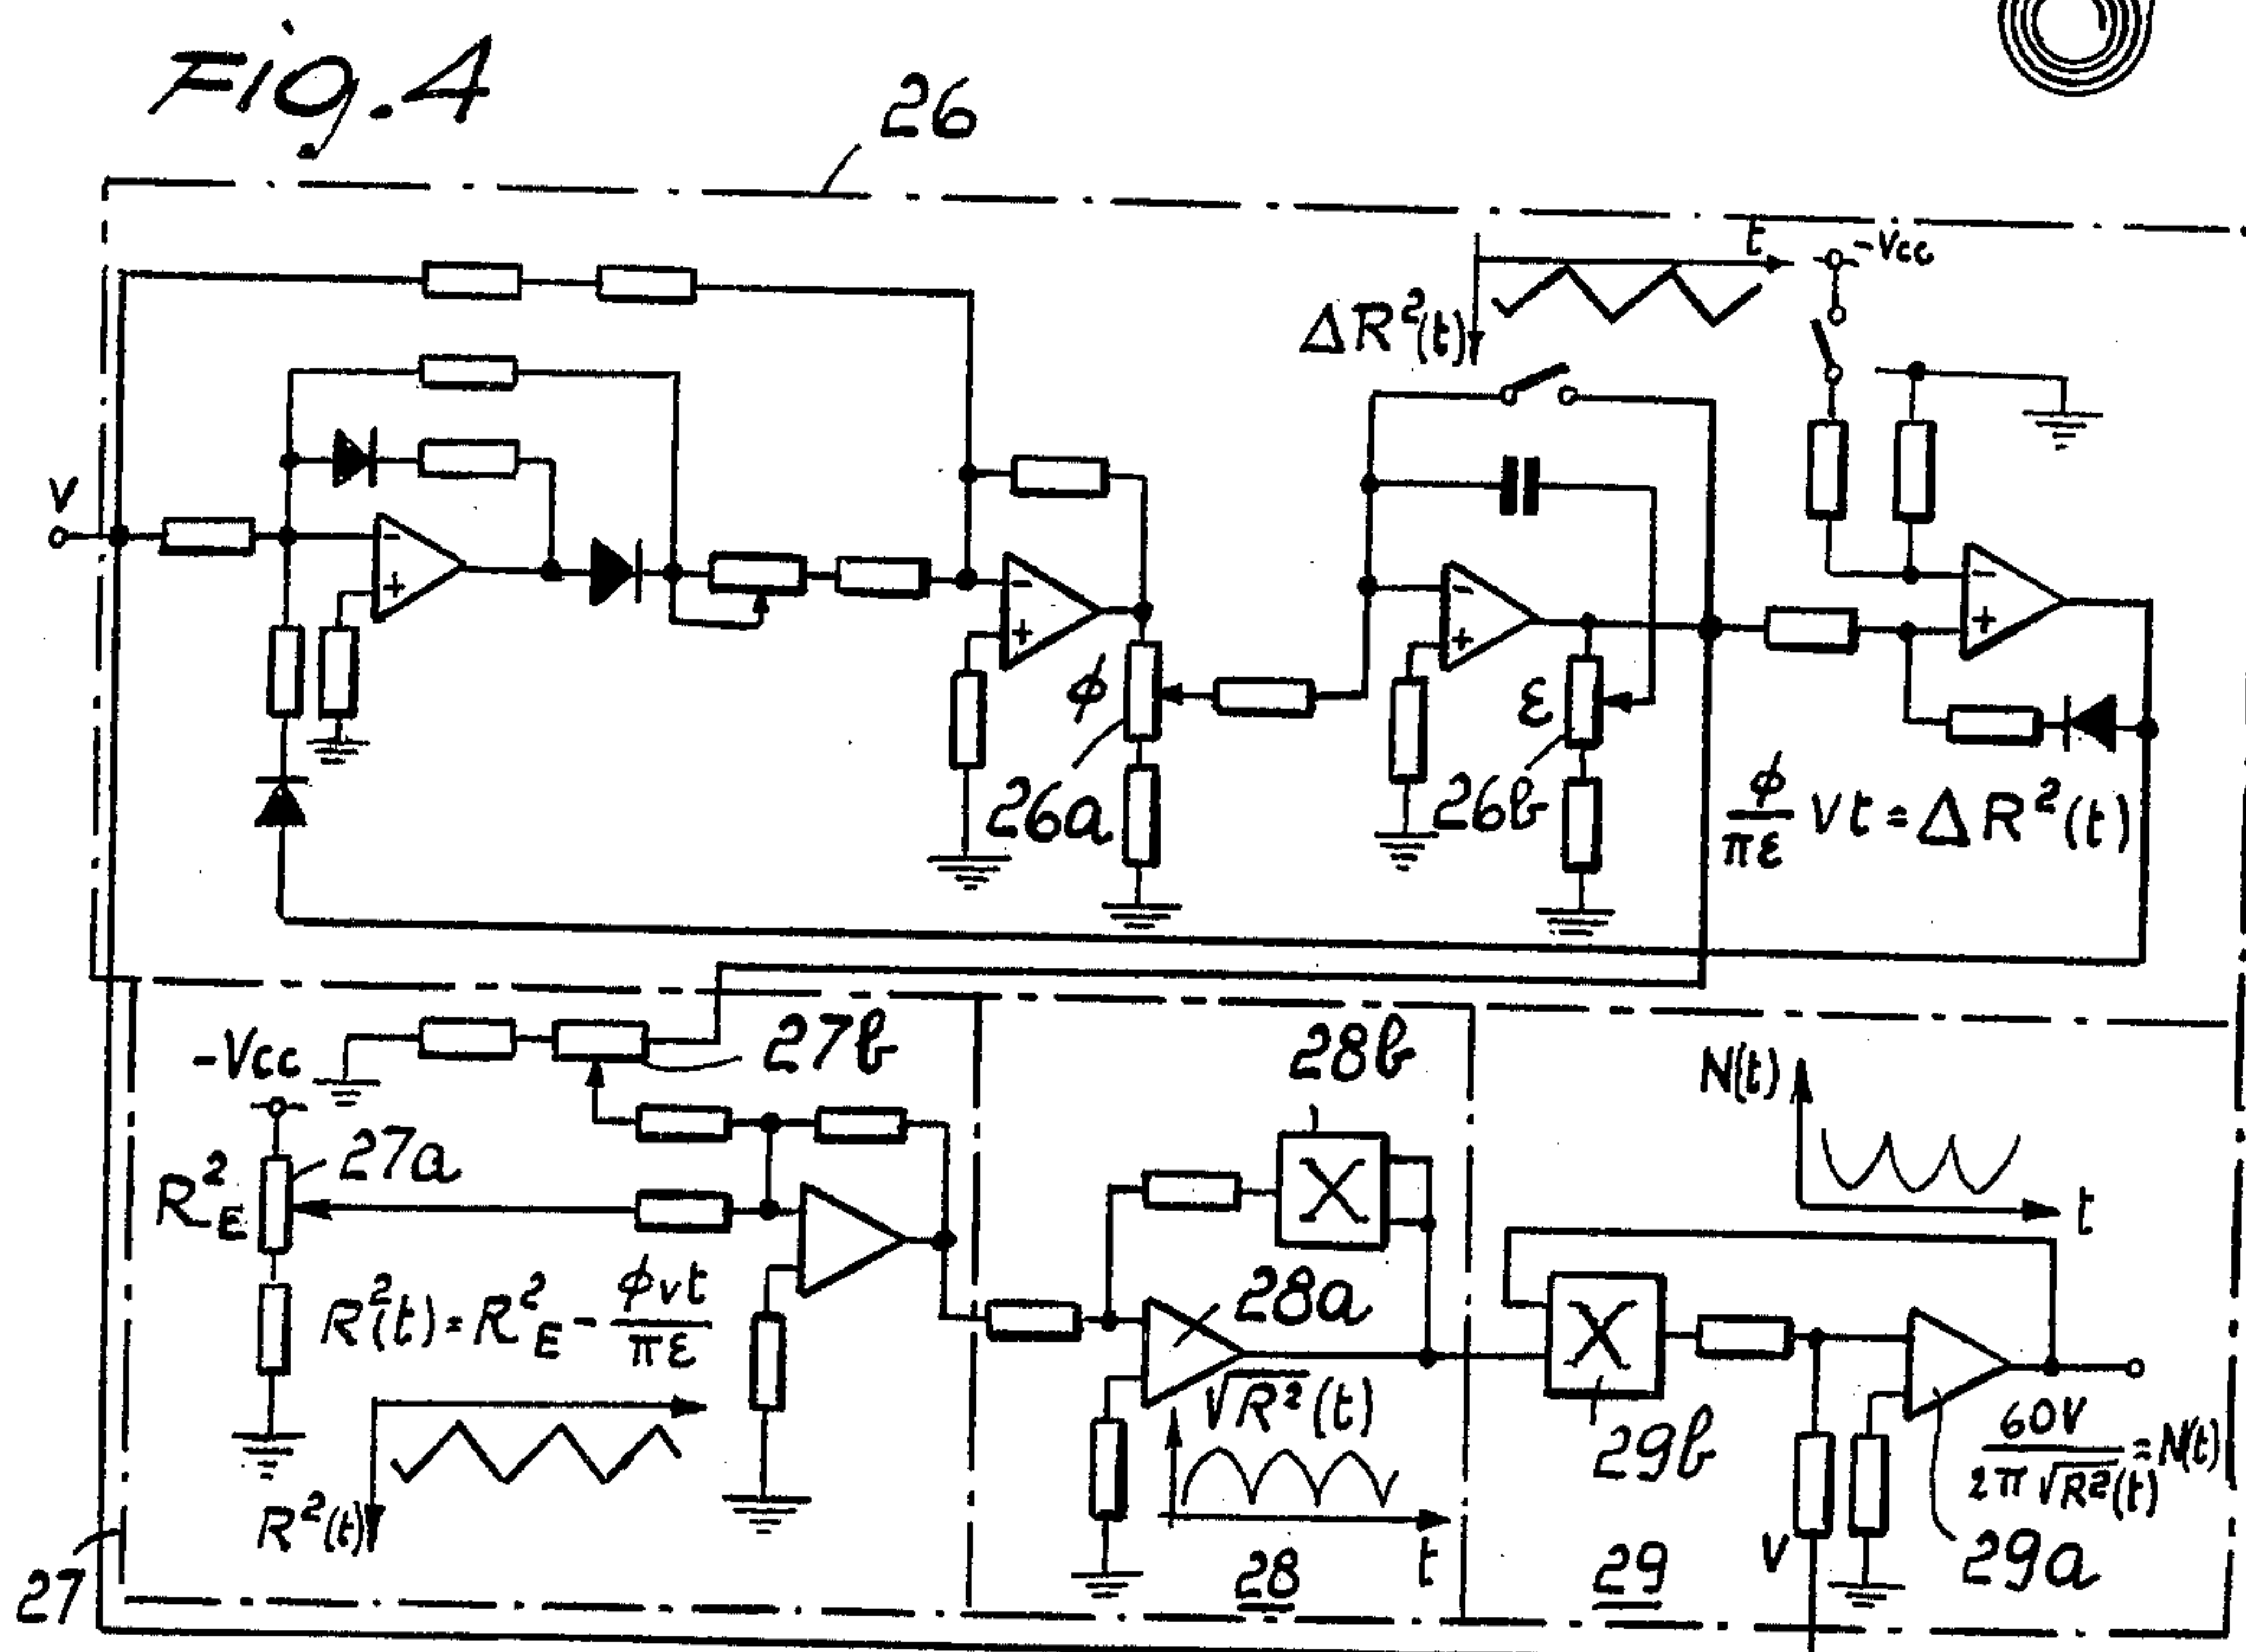 Fig.4
26
t
-Vcc
ΔR²(t)
V
-
+
-
+
-
+
-
+
ϕ
26a
ε
26b
ϕ/πε Vt = ΔR²(t)
-Vcc
27b
28b
N(t)
R²E
27a
t
X
28a
R²(t) = R²E - ϕvt/πε
X
√R²(t)
29b
60V/2π√R²(t) = N(t)
R²(t)
t
V
29a
27
28
29